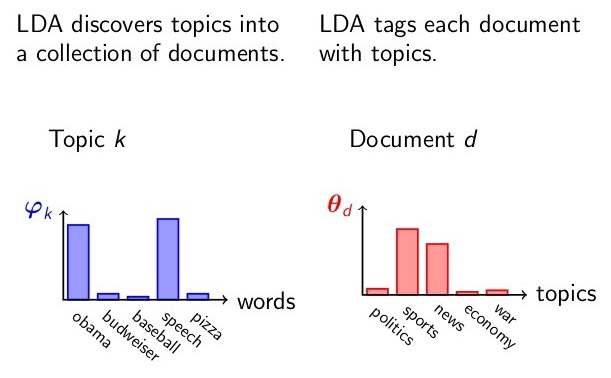 LDA discovers topics into
a collection of documents.
LDA tags each document
with topics.
Topic k
Document d
φk
obama
budweiser
baseball
speech
pizza
words
θd
politics
sports
news
economy
war
topics